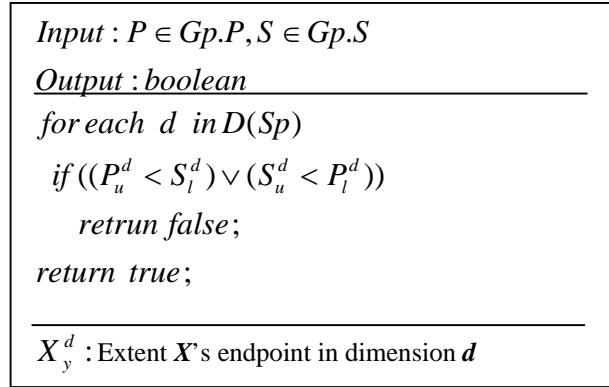 Input : P ∈ Gp.P, S ∈ Gp.S
Output : boolean
for each d in D(Sp)
if ((P_u^d < S_l^d) ∨ (S_u^d < P_l^d))
retrun false;
return true;
X_y^d : Extent X's endpoint in dimension d